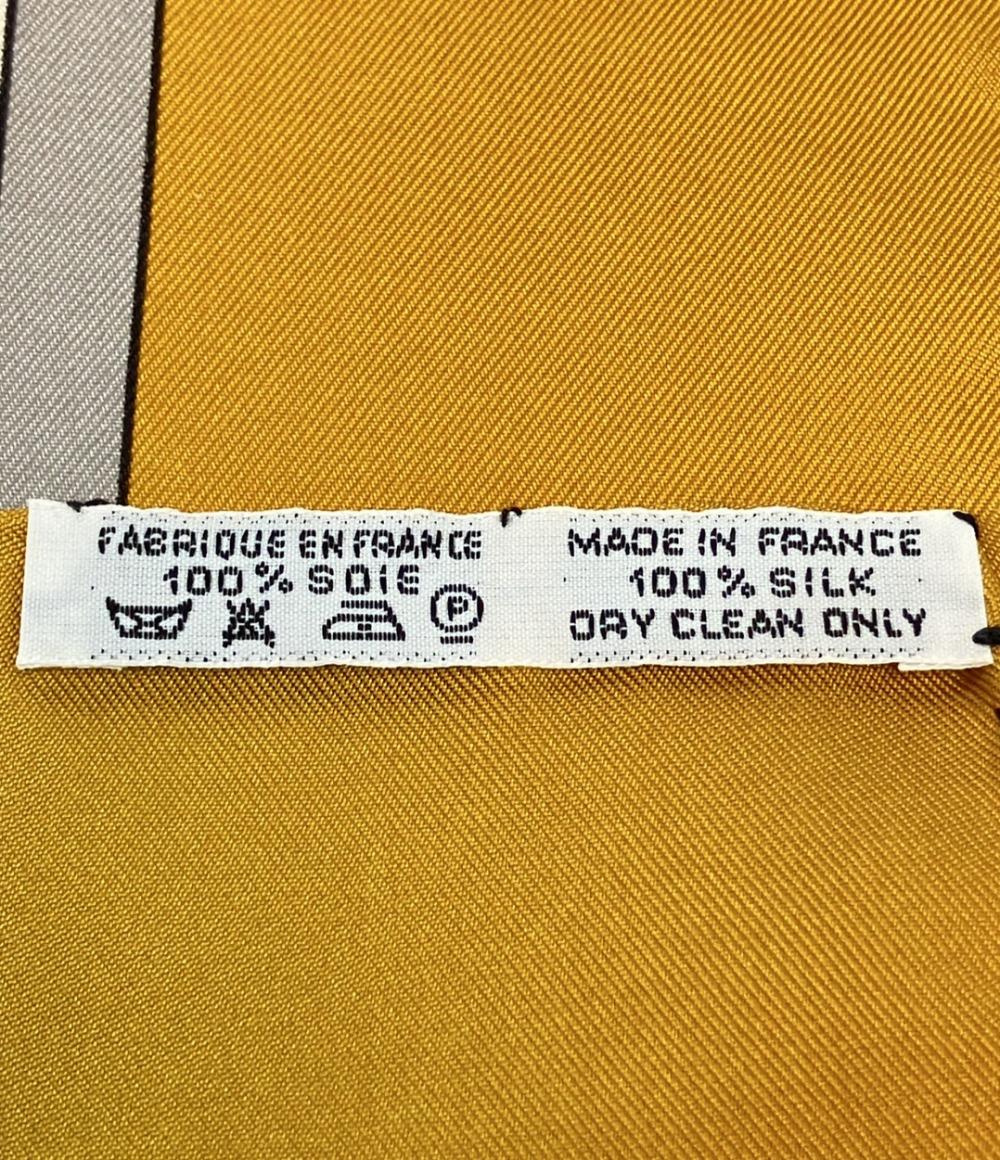 FABRIQUE EN FRANCE
100% SOIE
P
MADE IN FRANCE
100% SILK
DRY CLEAN ONLY